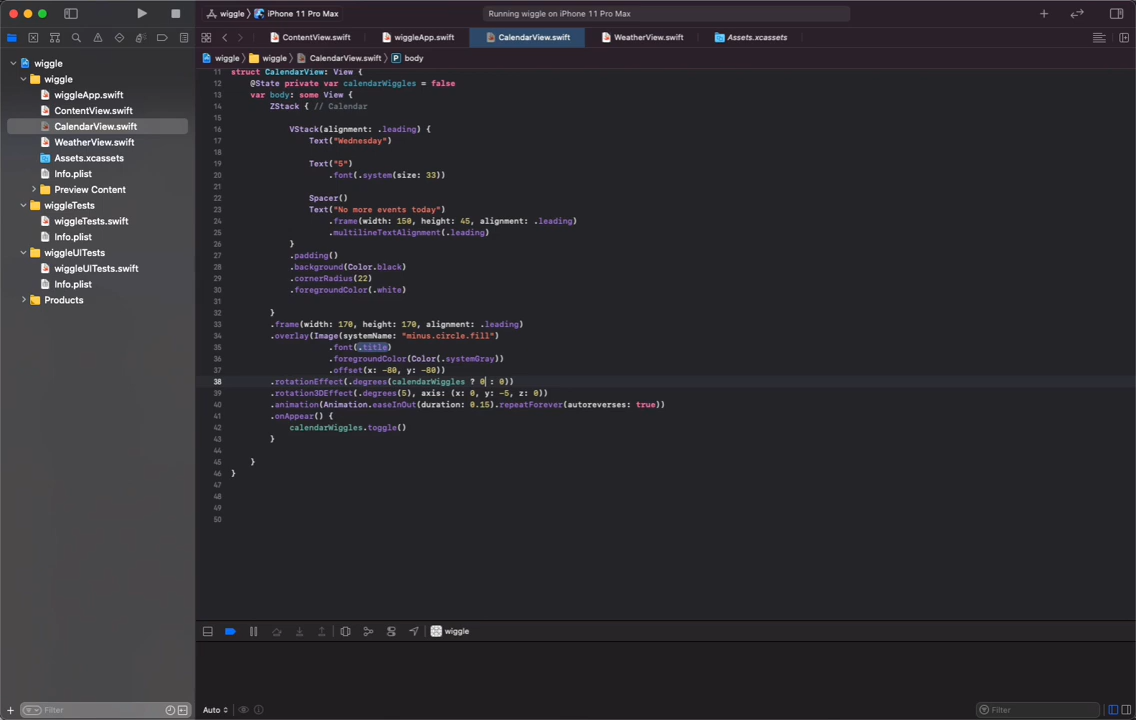 wiggle › iPhone 11 Pro Max
Running wiggle on iPhone 11 Pro Max
ContentView.swift
wiggleApp.swift
CalendarView.swift
WeatherView.swift
Assets.xcassets
wiggle › wiggle › CalendarView.swift › P body
wiggle
wiggle
wiggleApp.swift
ContentView.swift
CalendarView.swift
WeatherView.swift
Assets.xcassets
Info.plist
Preview Content
wiggleTests
wiggleTests.swift
Info.plist
wiggleUITests
wiggleUITests.swift
Info.plist
Products
11 struct CalendarView: View {
12 @State private var calendarWiggles = false
13 var body: some View {
14 ZStack { // Calendar
15
16 VStack(alignment: .leading) {
17 Text("Wednesday")
18
19 Text("5")
20 .font(.system(size: 33))
21
22 Spacer()
23 Text("No more events today")
24 .frame(width: 150, height: 45, alignment: .leading)
25 .multilineTextAlignment(.leading)
26 }
27 .padding()
28 .background(Color.black)
29 .cornerRadius(22)
30 .foregroundColor(.white)
31
32 }
33 .frame(width: 170, height: 170, alignment: .leading)
34 .overlay(Image(systemName: "minus.circle.fill")
35 .font(.title)
36 .foregroundColor(Color(.systemGray))
37 .offset(x: -80, y: -80))
38 .rotationEffect(.degrees(calendarWiggles ? 0 : 0))
39 .rotation3DEffect(.degrees(5), axis: (x: 0, y: -5, z: 0))
40 .animation(Animation.easeInOut(duration: 0.15).repeatForever(autoreverses: true))
41 .onAppear() {
42 calendarWiggles.toggle()
43 }
44
45 }
46 }
47
48
49
50
wiggle
Filter
Auto
Filter